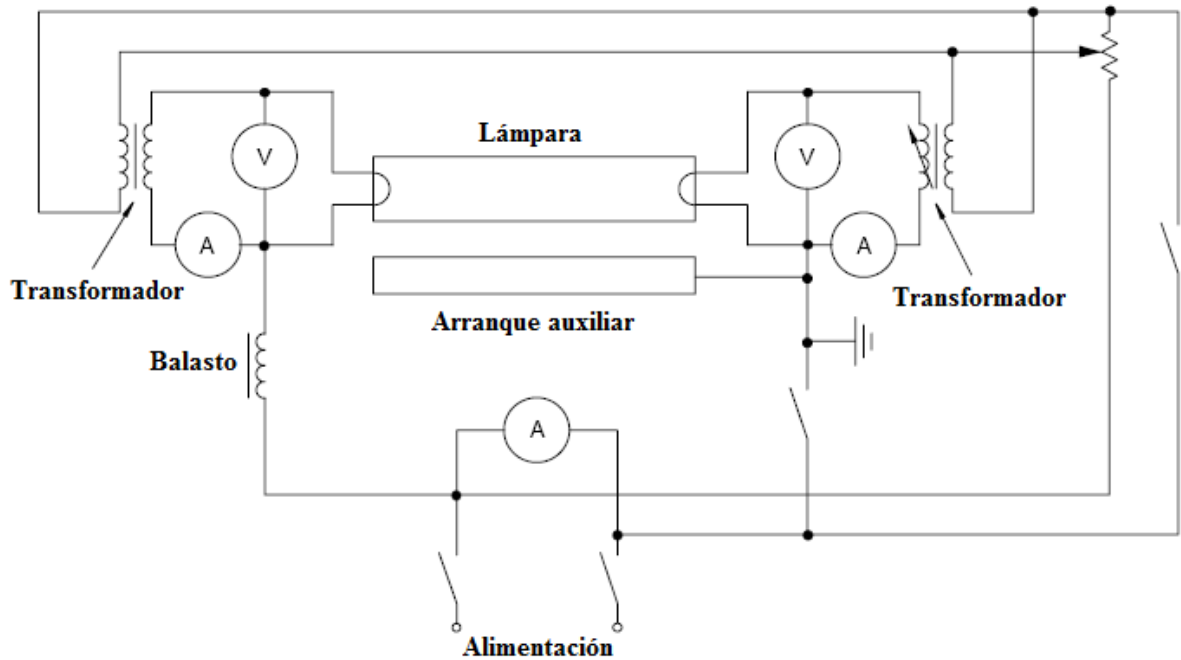 Lámpara
V
V
A
A
Transformador
Transformador
Arranque auxiliar
Balasto
A
Alimentación